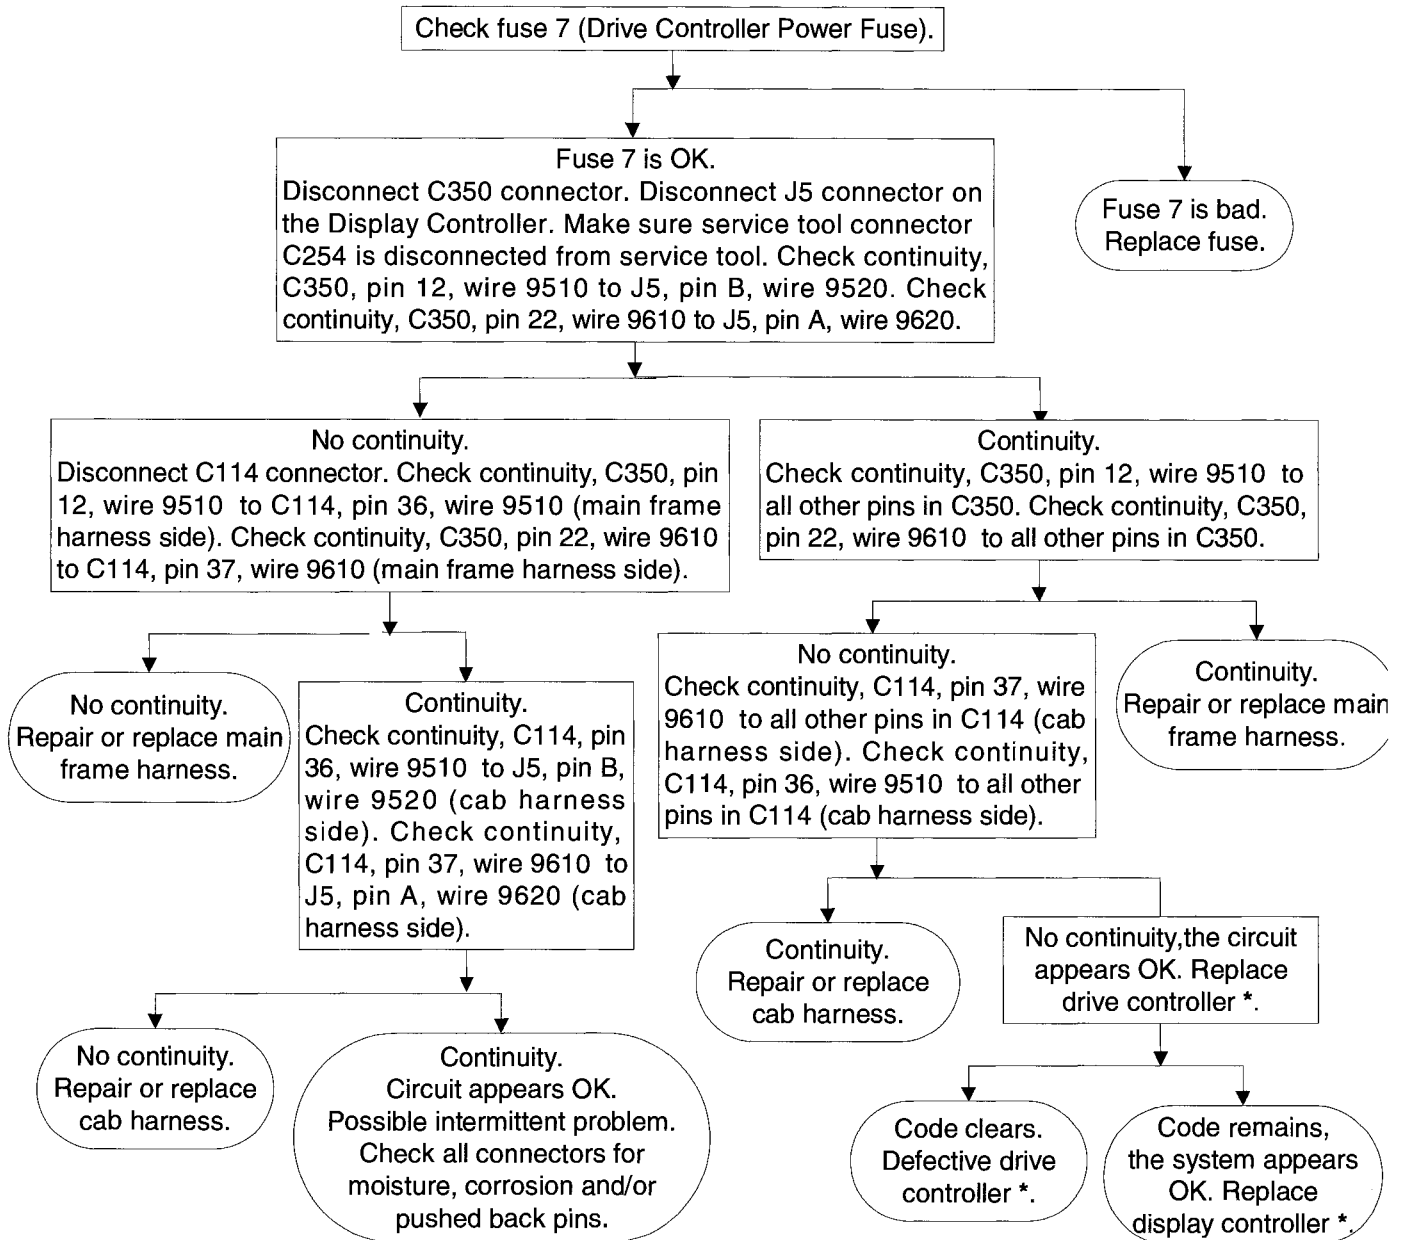 Check fuse 7 (Drive Controller Power Fuse).
Fuse 7 is OK.
Disconnect C350 connector. Disconnect J5 connector on
the Display Controller. Make sure service tool connector
C254 is disconnected from service tool. Check continuity,
C350, pin 12, wire 9510 to J5, pin B, wire 9520. Check
continuity, C350, pin 22, wire 9610 to J5, pin A, wire 9620.
Fuse 7 is bad.
Replace fuse.
No continuity.
Disconnect C114 connector. Check continuity, C350, pin
12, wire 9510 to C114, pin 36, wire 9510 (main frame
harness side). Check continuity, C350, pin 22, wire 9610
to C114, pin 37, wire 9610 (main frame harness side).
Continuity.
Check continuity, C350, pin 12, wire 9510 to
all other pins in C350. Check continuity, C350,
pin 22, wire 9610 to all other pins in C350.
No continuity.
Repair or replace main
frame harness.
Continuity.
Check continuity, C114, pin
36, wire 9510 to J5, pin B,
wire 9520 (cab harness
side). Check continuity,
C114, pin 37, wire 9610 to
J5, pin A, wire 9620 (cab
harness side).
No continuity.
Check continuity, C114, pin 37, wire
9610 to all other pins in C114 (cab
harness side). Check continuity,
C114, pin 36, wire 9510 to all other
pins in C114 (cab harness side).
Continuity.
Repair or replace main
frame harness.
No continuity.
Repair or replace
cab harness.
Continuity.
Circuit appears OK.
Possible intermittent problem.
Check all connectors for
moisture, corrosion and/or
pushed back pins.
Continuity.
Repair or replace
cab harness.
No continuity,the circuit
appears OK. Replace
drive controller *.
Code clears.
Defective drive
controller *.
Code remains,
the system appears
OK. Replace
display controller *.